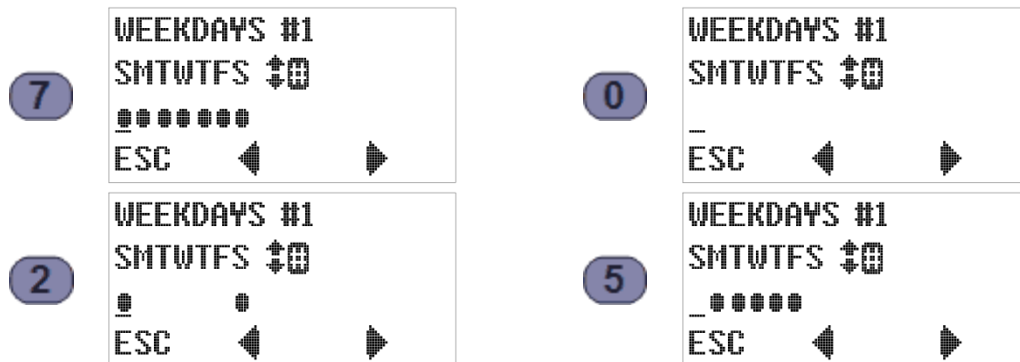 7
WEEKDAYS #1
SMTWTFS #
ESC
0
WEEKDAYS #1
SMTWTFS #
ESC
2
WEEKDAYS #1
SMTWTFS #
ESC
5
WEEKDAYS #1
SMTWTFS #
ESC